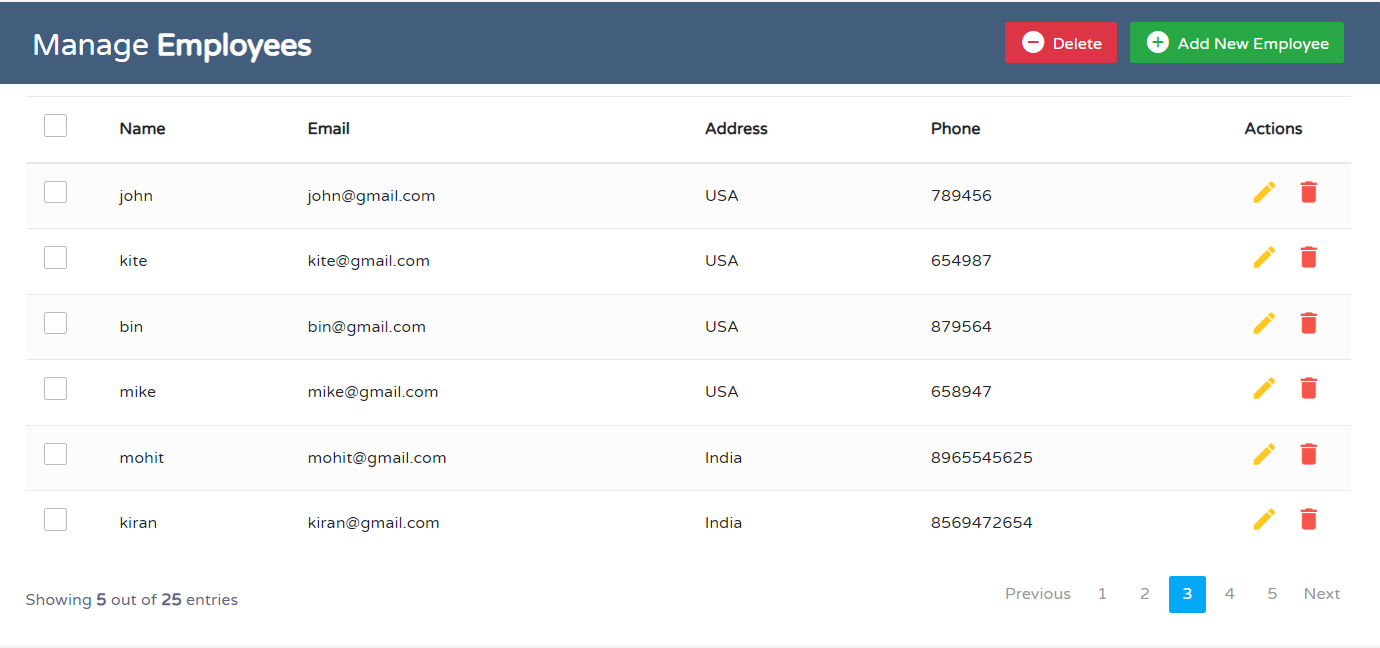 Manage Employees Delete Add New Employee
Name Email Address Phone Actions
john john@gmail.com USA 789456
kite kite@gmail.com USA 654987
bin bin@gmail.com USA 879564
mike mike@gmail.com USA 658947
mohit mohit@gmail.com India 8965545625
kiran kiran@gmail.com India 8569472654
Showing 5 out of 25 entries Previous 1 2 3 4 5 Next